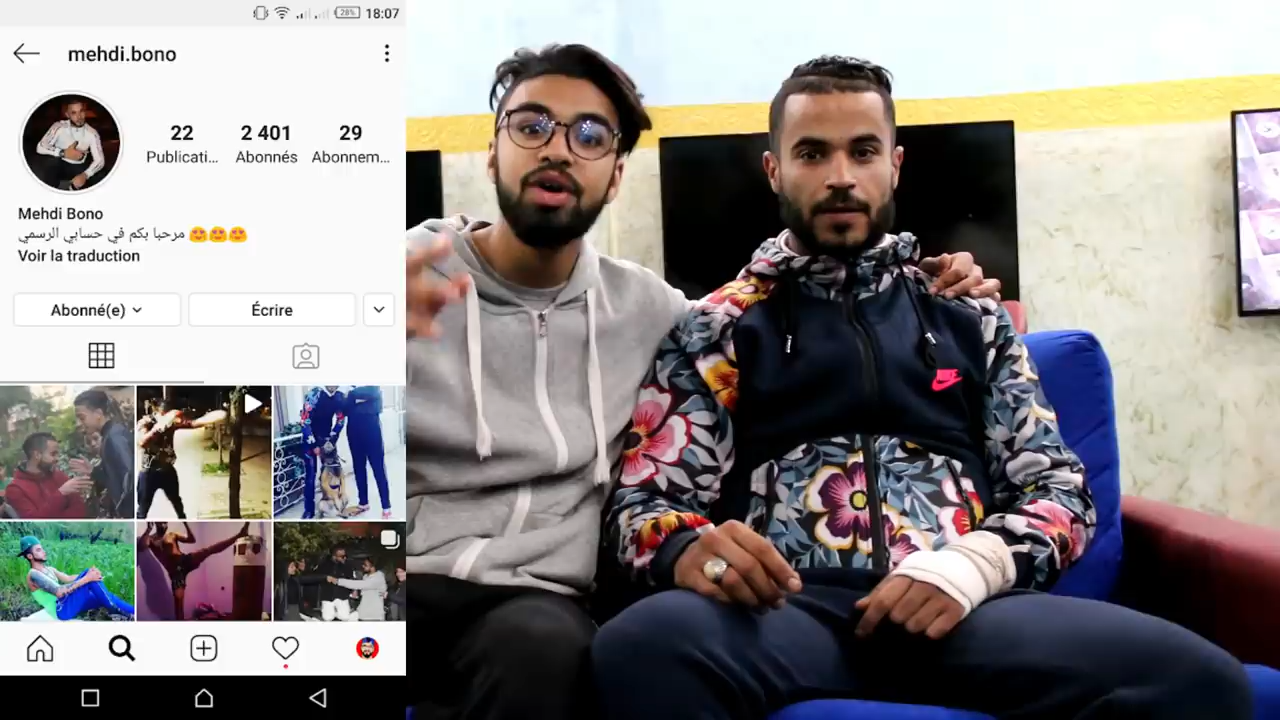 28% 18:07
mehdi.bono
22 2 401 29
Publicati... Abonnés Abonnem...
Mehdi Bono
مرحبا بكم في حسابي الرسمي 😍😍😍
Voir la traduction
Abonné(e) Écrire